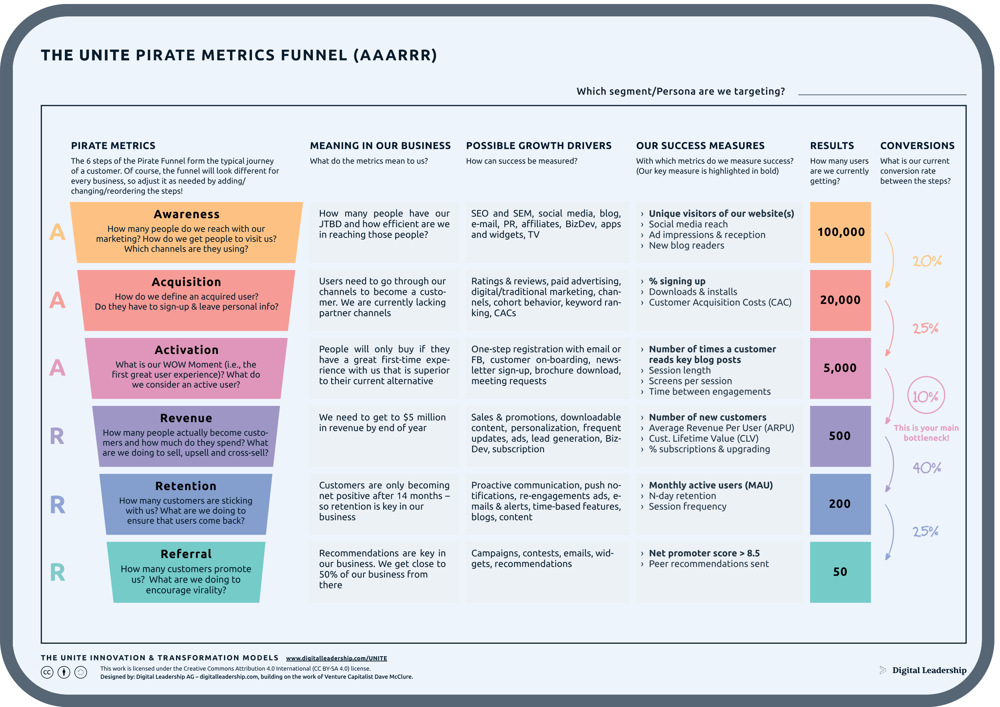 THE UNITE PIRATE METRICS FUNNEL (AAARRR)
Which segment/Persona are we targeting?
PIRATE METRICS
The 6 steps of the Pirate Funnel form the typical journey
of a customer. Of course, the funnel will look different for
every business, so adjust it as needed by adding/
changing/reordering the steps!
MEANING IN OUR BUSINESS
What do the metrics mean to us?
POSSIBLE GROWTH DRIVERS
How can success be measured?
OUR SUCCESS MEASURES
With which metrics do we measure success?
(Our key measure is highlighted in bold)
RESULTS
How many users
are we currently
getting?
CONVERSIONS
What is our current
conversion rate
between the steps?
A
Awareness
How many people do we reach with our
marketing? How do we get people to visit us?
Which channels are they using?
How many people have our
JTBD and how efficient are we
in reaching those people?
SEO and SEM, social media, blog,
e-mail, PR, affiliates, BizDev, apps
and widgets, TV
› Unique visitors of our website(s)
› Social media reach
› Ad impressions & reception
› New blog readers
100,000
20%
A
Acquisition
How do we define an acquired user?
Do they have to sign-up & leave personal info?
Users need to go through our
channels to become a custo-
mer. We are currently lacking
partner channels
Ratings & reviews, paid advertising,
digital/traditional marketing, chan-
nels, cohort behavior, keyword ran-
king, CACs
› % signing up
› Downloads & installs
› Customer Acquisition Costs (CAC)
20,000
25%
A
Activation
What is our WOW Moment (i.e., the
first great user experience)? What do
we consider an active user?
People will only buy if they
have a great first-time expe-
rience with us that is superior
to their current alternative
One-step registration with email or
FB, customer on-boarding, news-
letter sign-up, brochure download,
meeting requests
› Number of times a customer
reads key blog posts
› Session length
› Screens per session
› Time between engagements
5,000
10%
This is your main
bottleneck!
R
Revenue
How many people actually become custo-
mers and how much do they spend? What
are we doing to sell, upsell and cross-sell?
We need to get to $5 million
in revenue by end of year
Sales & promotions, downloadable
content, personalization, frequent
updates, ads, lead generation, Biz-
Dev, subscription
› Number of new customers
› Average Revenue Per User (ARPU)
› Cust. Lifetime Value (CLV)
› % subscriptions & upgrading
500
40%
R
Retention
How many customers are sticking
with us? What are we doing to
ensure that users come back?
Customers are only becoming
net positive after 14 months –
so retention is key in our
business
Proactive communication, push no-
tifications, re-engagements ads, e-
mails & alerts, time-based features,
blogs, content
› Monthly active users (MAU)
› N-day retention
› Session frequency
200
25%
R
Referral
How many customers promote
us? What are we doing to
encourage virality?
Recommendations are key in
our business. We get close to
50% of our business from
there
Campaigns, contests, emails, wid-
gets, recommendations
› Net promoter score > 8.5
› Peer recommendations sent
50
THE UNITE INNOVATION & TRANSFORMATION MODELS www.digitalleadership.com/UNITE
CC
This work is licensed under the Creative Commons Attribution 4.0 International (CC BY-SA 4.0) license.
Designed by: Digital Leadership AG – digitalleadership.com, building on the work of Venture Capitalist Dave McClure.
Digital Leadership